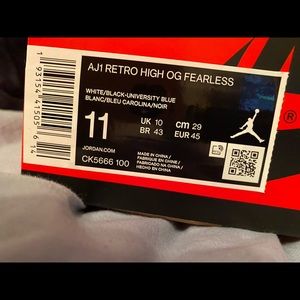 AJ1 RETRO HIGH OG FEARLESS
WHITE/BLACK-UNIVERSITY BLUE
BLANC/BLEU CAROLINA/NOIR
11
UK 10
BR 43
cm 29
EUR 45
JORDAN.COM
CK5666 100
MADE IN CHINA/
FABRIQUÉ EN CHINE/
FABRICADO EN CHINA/
HECHO EN CHINA